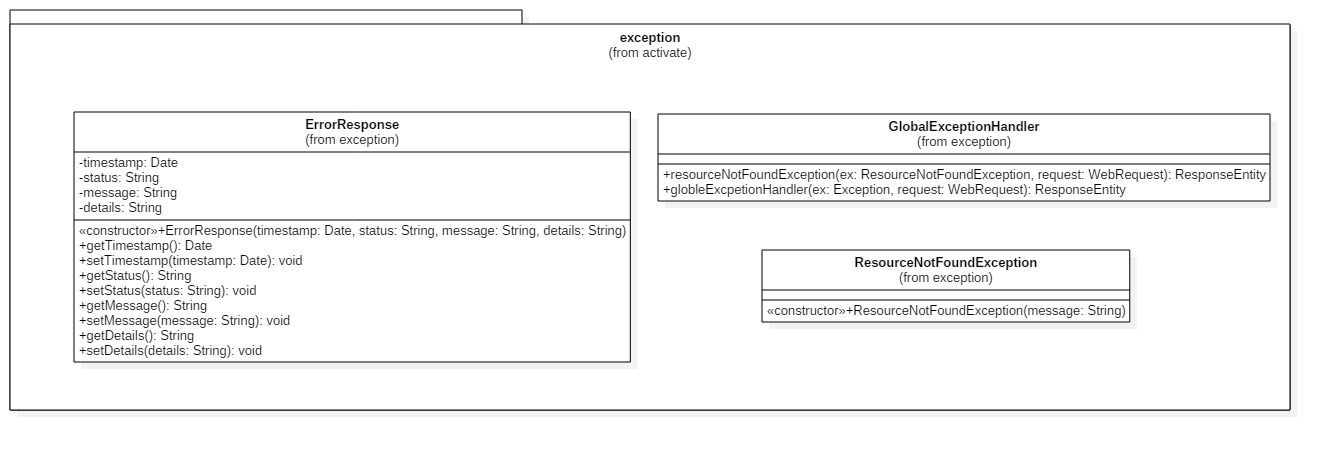 exception
(from activate)
ErrorResponse
(from exception)
-timestamp: Date
-status: String
-message: String
-details: String
«constructor»+ErrorResponse(timestamp: Date, status: String, message: String, details: String)
+getTimestamp(): Date
+setTimestamp(timestamp: Date): void
+getStatus(): String
+setStatus(status: String): void
+getMessage(): String
+setMessage(message: String): void
+getDetails(): String
+setDetails(details: String): void
GlobalExceptionHandler
(from exception)
+resourceNotFoundException(ex: ResourceNotFoundException, request: WebRequest): ResponseEntity
+globleExcpetionHandler(ex: Exception, request: WebRequest): ResponseEntity
ResourceNotFoundException
(from exception)
«constructor»+ResourceNotFoundException(message: String)